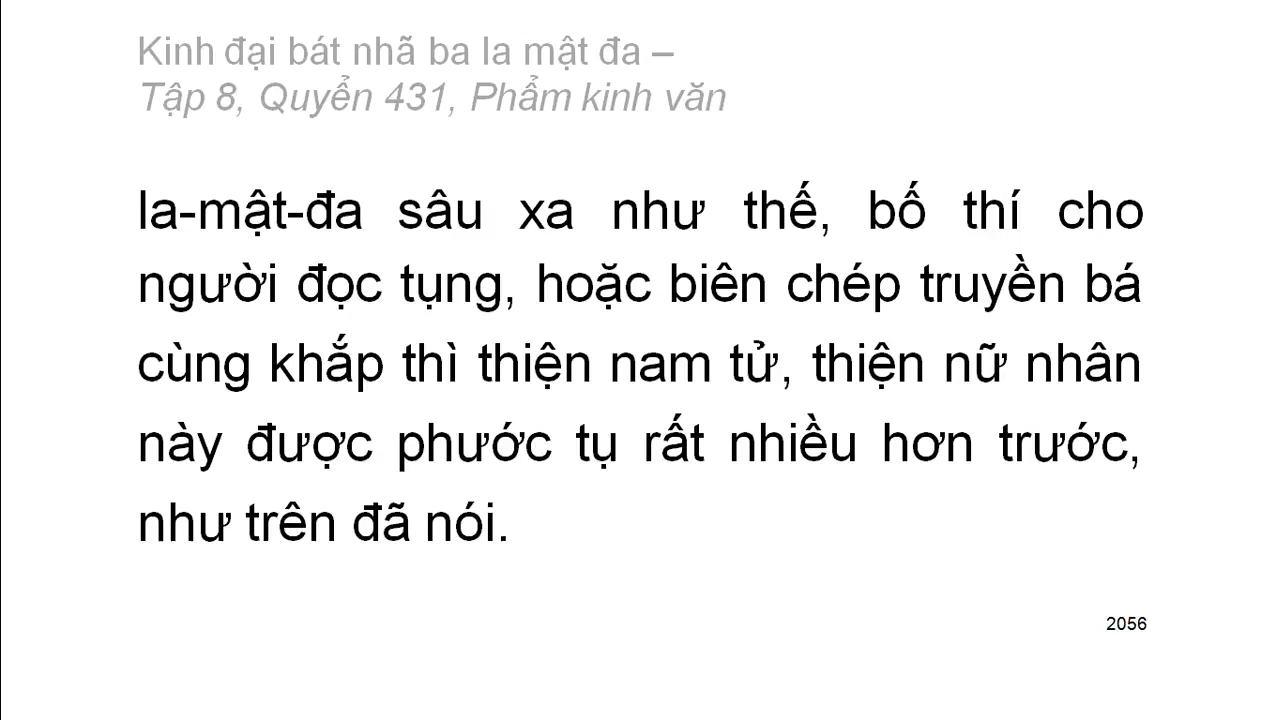 Kinh đại bát nhã ba la mật đa –
Tập 8, Quyển 431, Phẩm kinh văn
la-mật-đa sâu xa như thế, bố thí cho
người đọc tụng, hoặc biên chép truyền bá
cùng khắp thì thiện nam tử, thiện nữ nhân
này được phước tụ rất nhiều hơn trước,
như trên đã nói.
2056